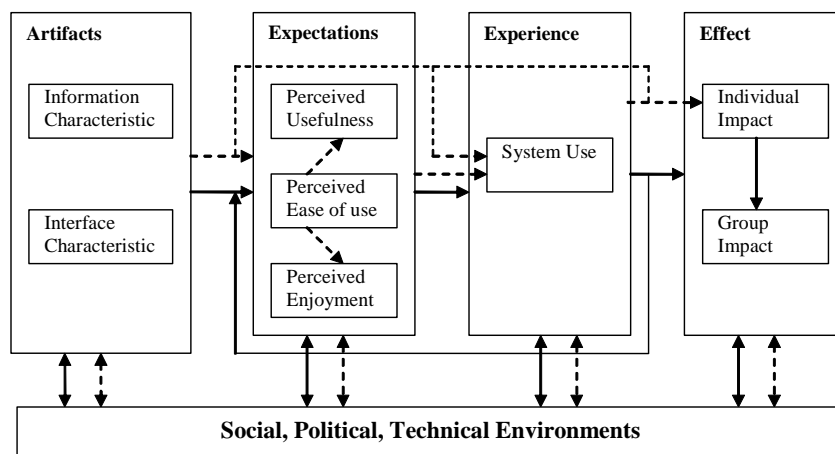 Artifacts
Information
Characteristic
Interface
Characteristic
Expectations
Perceived
Usefulness
Perceived
Ease of use
Perceived
Enjoyment
Experience
System Use
Effect
Individual
Impact
Group
Impact
Social, Political, Technical Environments